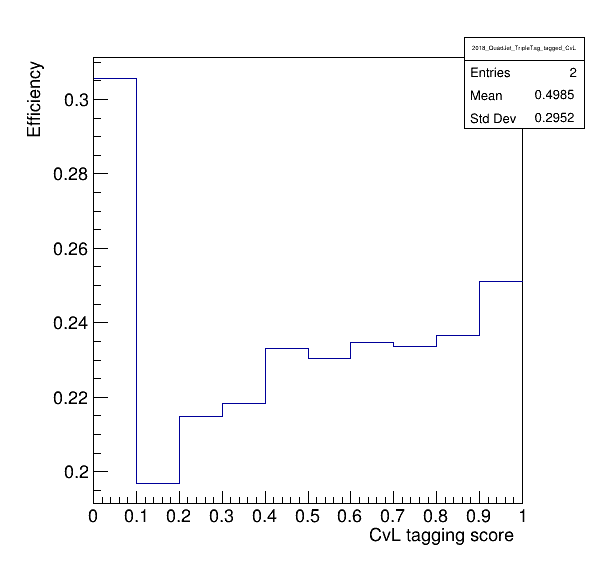 2018_QuadJet_TripleTag_tagged_CvL
Entries 2
Mean 0.4985
Std Dev 0.2952
Efficiency
0.3
0.28
0.26
0.24
0.22
0.2
0 0.1 0.2 0.3 0.4 0.5 0.6 0.7 0.8 0.9 1
CvL tagging score